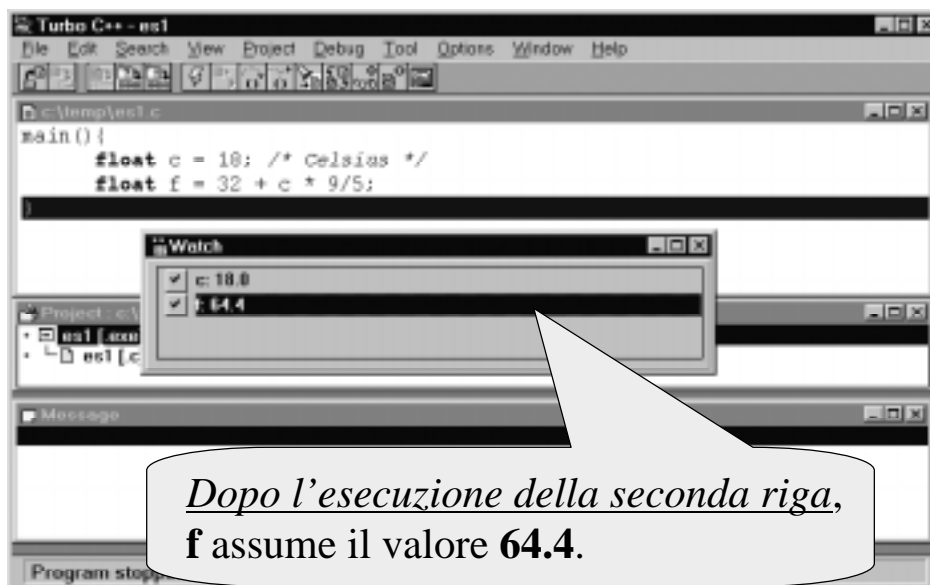 Turbo C++ - es1
File Edit Search View Project Debug Tool Options Window Help
c:\temp\es1.c
main(){
float c = 18; /* Celsius */
float f = 32 + c * 9/5;
}
Watch
c: 18.0
f: 64.4
Project : c:\
es1 [.exe
es1 [.c
Message
Dopo l'esecuzione della seconda riga,
f assume il valore 64.4.
Program